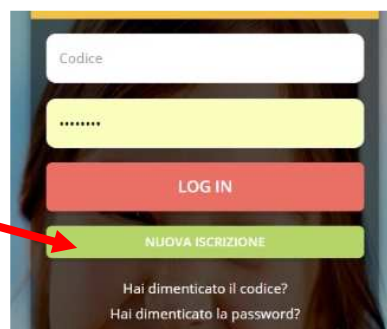 Codice
••••••••
LOG IN
NUOVA ISCRIZIONE
Hai dimenticato il codice?
Hai dimenticato la password?